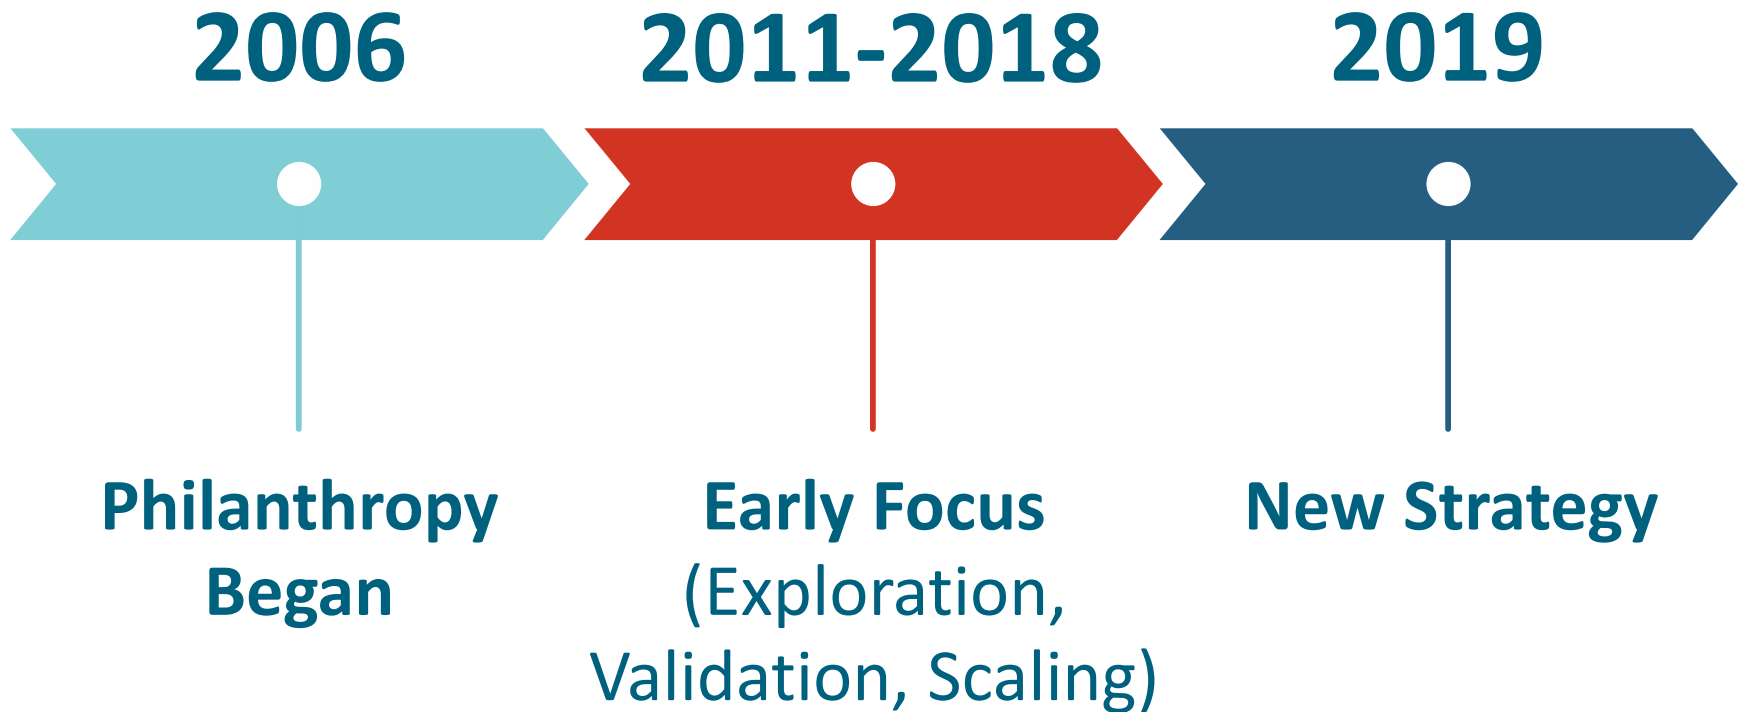 2006
2011-2018
2019
Philanthropy
Began
Early Focus
(Exploration,
Validation, Scaling)
New Strategy